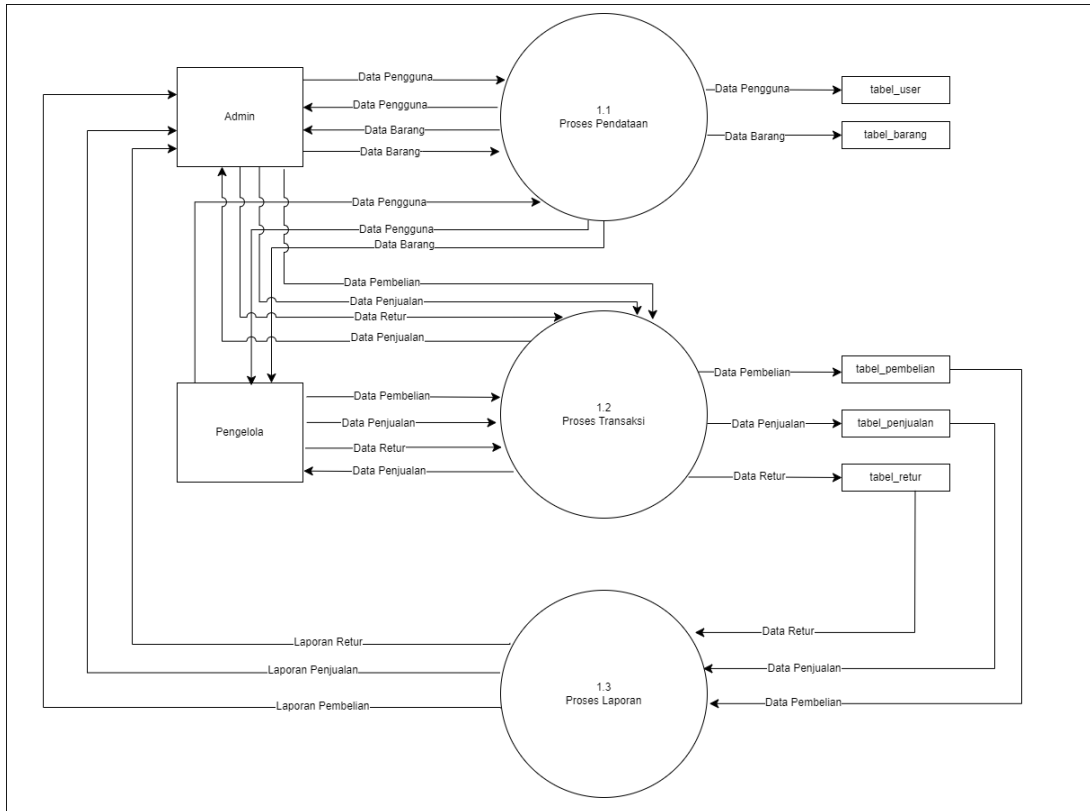 Data Pengguna
Data Pengguna
Data Barang
Data Barang
Admin
1.1
Proses Pendataan
Data Pengguna
tabel_user
Data Barang
tabel_barang
Data Pengguna
Data Pengguna
Data Barang
Data Pembelian
Data Penjualan
Data Retur
Data Penjualan
Pengelola
Data Pembelian
Data Penjualan
Data Retur
Data Penjualan
1.2
Proses Transaksi
Data Pembelian
tabel_pembelian
Data Penjualan
tabel_penjualan
Data Retur
tabel_retur
Laporan Retur
Laporan Penjualan
Laporan Pembelian
1.3
Proses Laporan
Data Retur
Data Penjualan
Data Pembelian